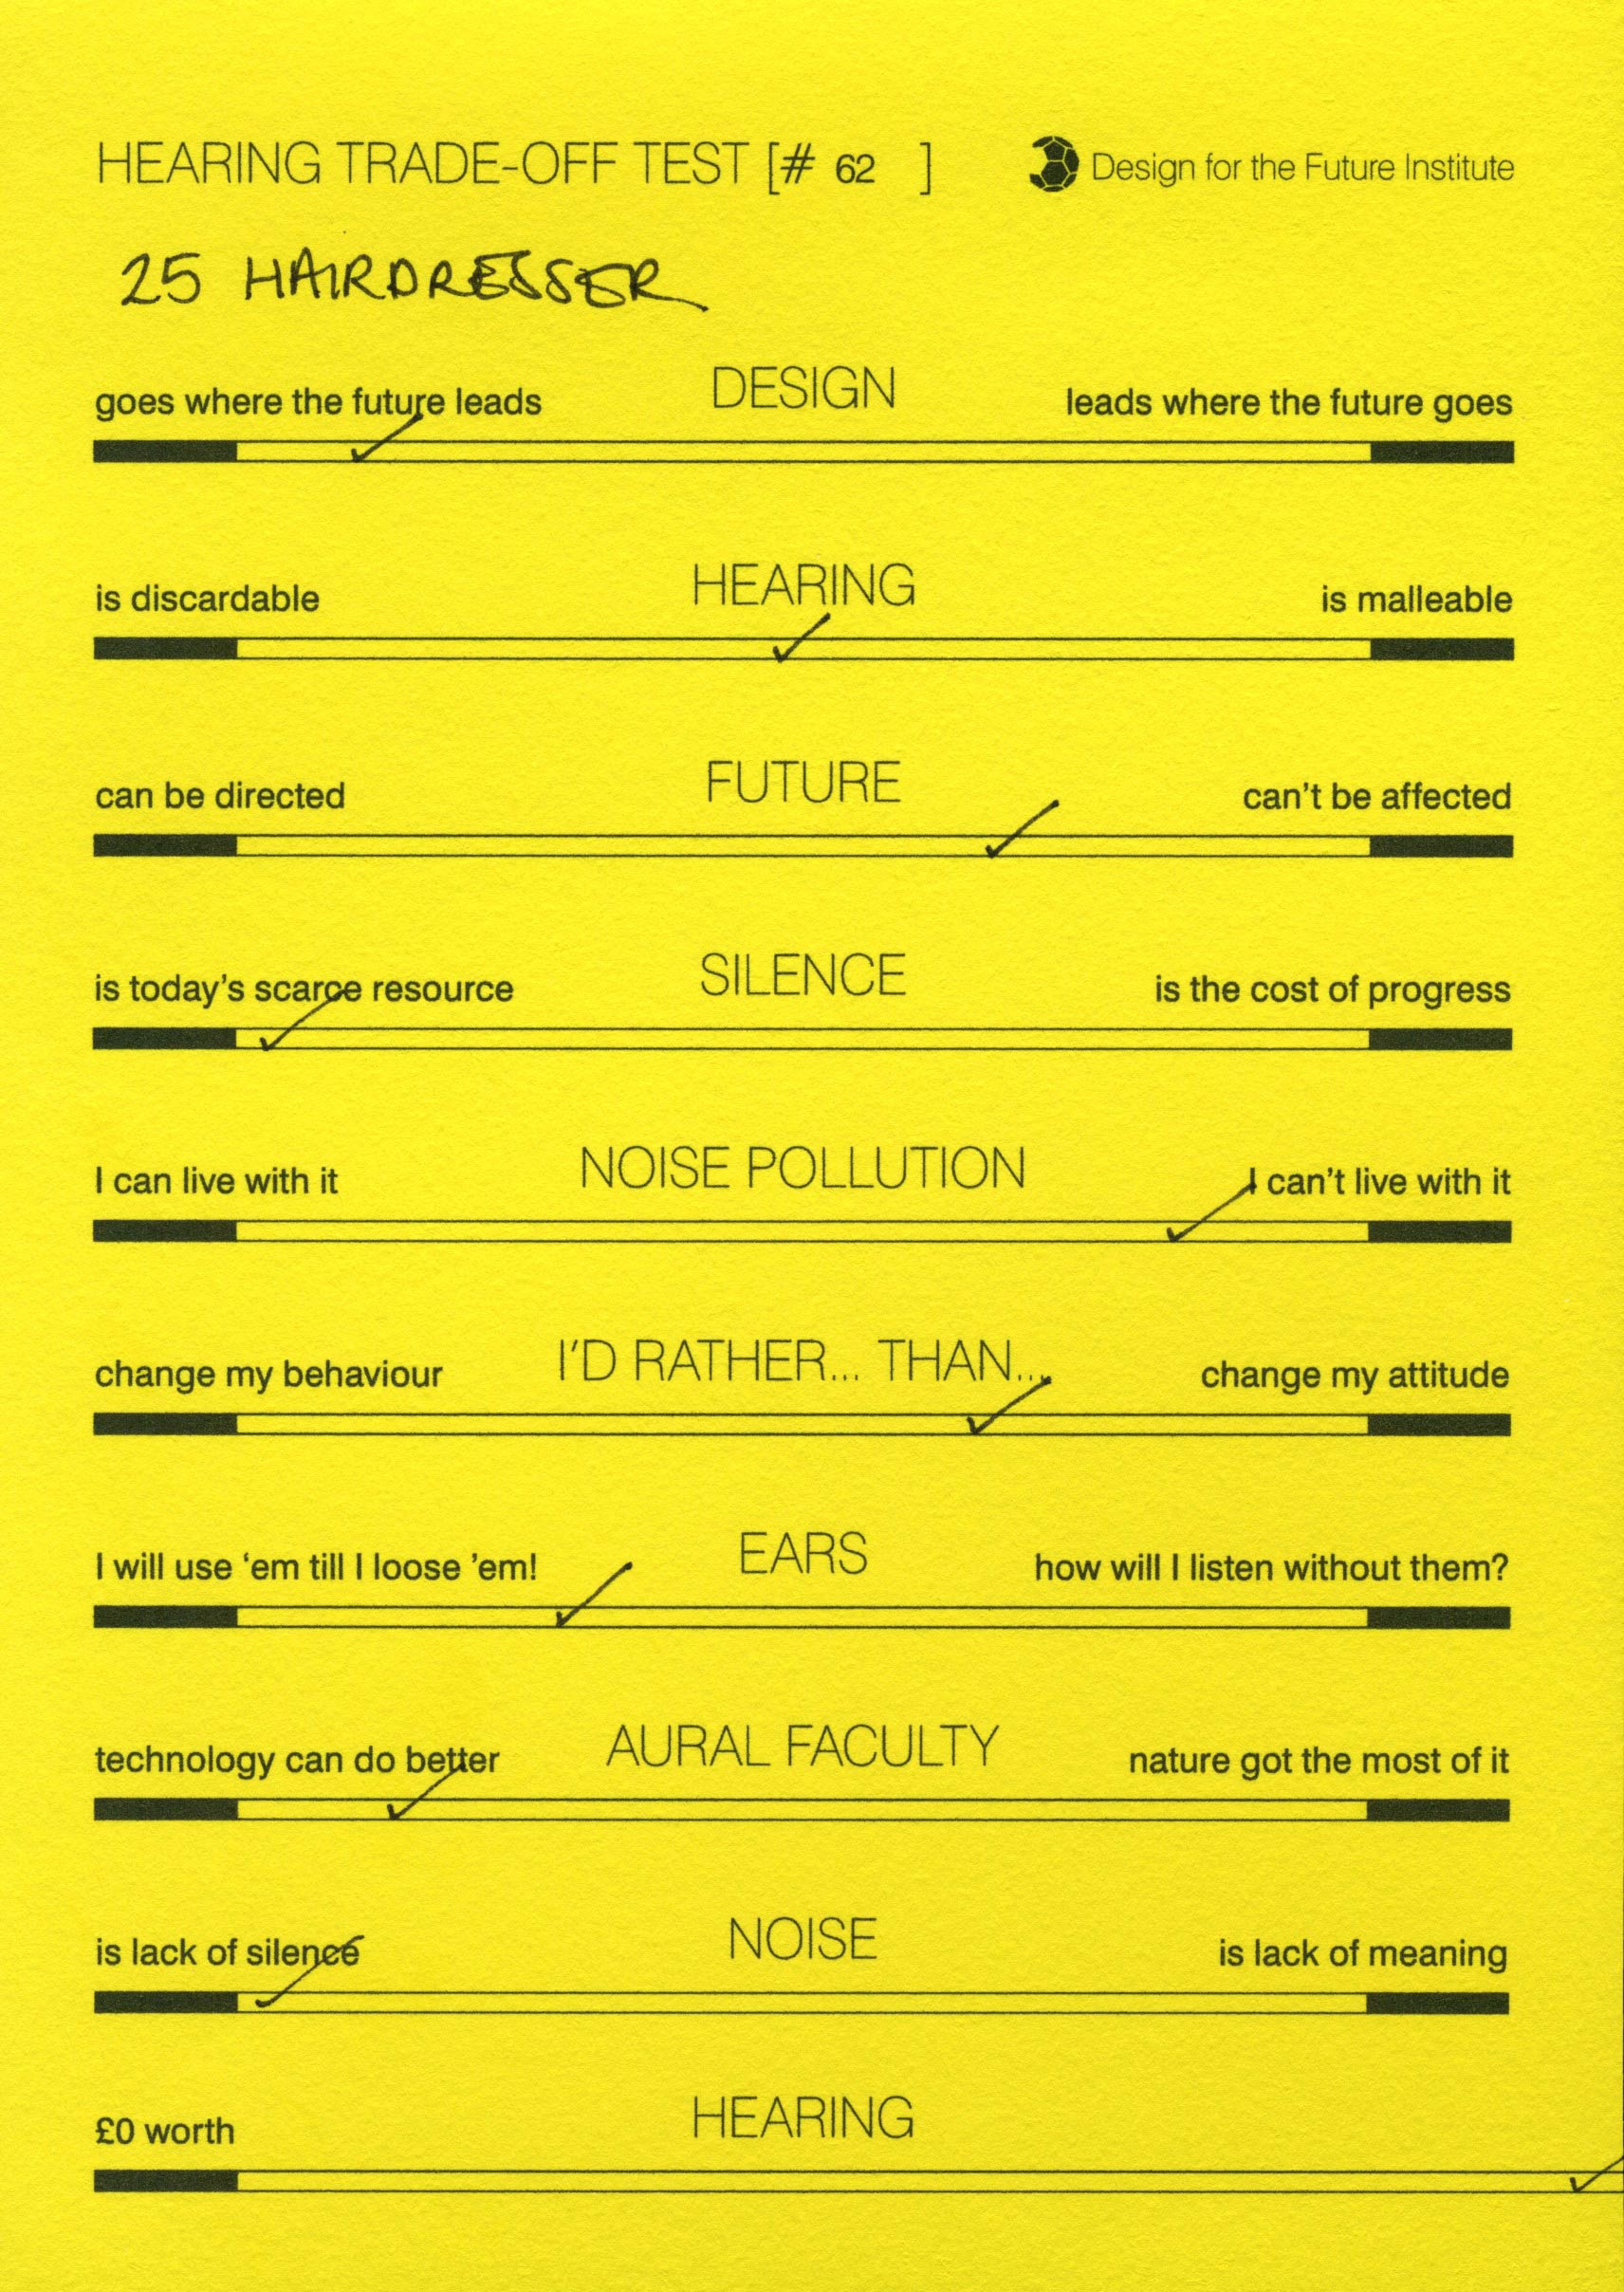 HEARING TRADE-OFF TEST [# 62 ] Design for the Future Institute
25 HAIRDRESSER
goes where the future leads DESIGN leads where the future goes
is discardable HEARING is malleable
can be directed FUTURE can't be affected
is today's scarce resource SILENCE is the cost of progress
I can live with it NOISE POLLUTION I can't live with it
change my behaviour I'D RATHER... THAN... change my attitude
I will use ‘em till I loose ’em! EARS how will I listen without them?
technology can do better AURAL FACULTY nature got the most of it
is lack of silence NOISE is lack of meaning
£0 worth HEARING